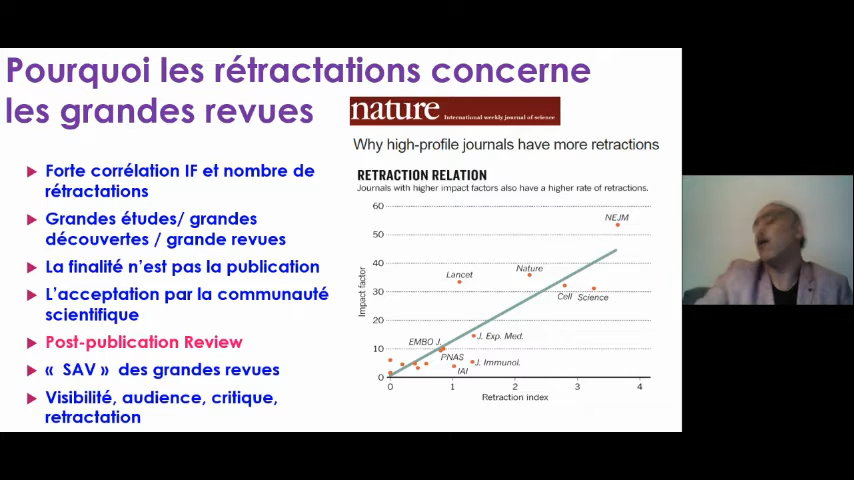 Pourquoi les rétractations concerne
les grandes revues
Forte corrélation IF et nombre de
rétractations
Grandes études/ grandes
découvertes / grande revues
La finalité n'est pas la publication
L'acceptation par la communauté
scientifique
Post-publication Review
« SAV » des grandes revues
Visibilité, audience, critique,
retractation
nature International weekly journal of science
Why high-profile journals have more retractions
RETRACTION RELATION
Journals with higher impact factors also have a higher rate of retractions.
60
50
40
30
20
10
0
Impact factor
NEJM
Lancet
Nature
Cell
Science
EMBO J.
J. Exp. Med.
PNAS
J. Immunol.
IAI
0 1 2 3 4
Retraction index